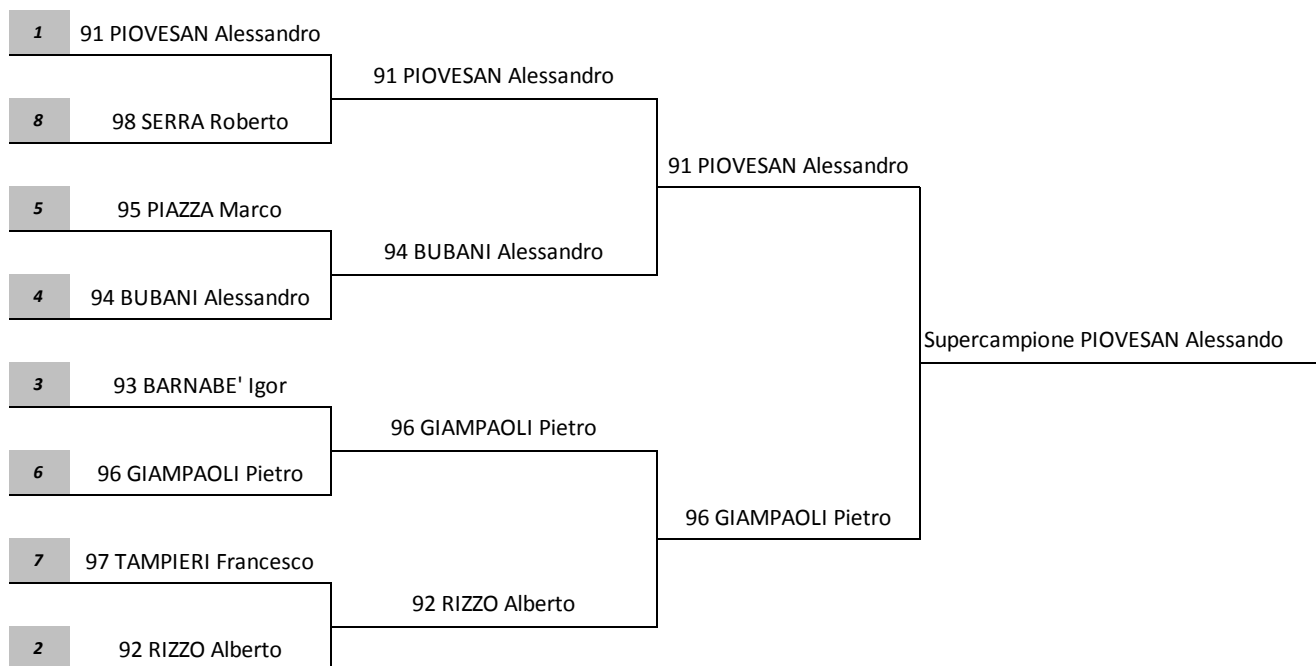 1 91 PIOVESAN Alessandro
91 PIOVESAN Alessandro
8 98 SERRA Roberto
91 PIOVESAN Alessandro
5 95 PIAZZA Marco
94 BUBANI Alessandro
4 94 BUBANI Alessandro
Supercampione PIOVESAN Alessando
3 93 BARNABE' Igor
96 GIAMPAOLI Pietro
6 96 GIAMPAOLI Pietro
96 GIAMPAOLI Pietro
7 97 TAMPIERI Francesco
92 RIZZO Alberto
2 92 RIZZO Alberto